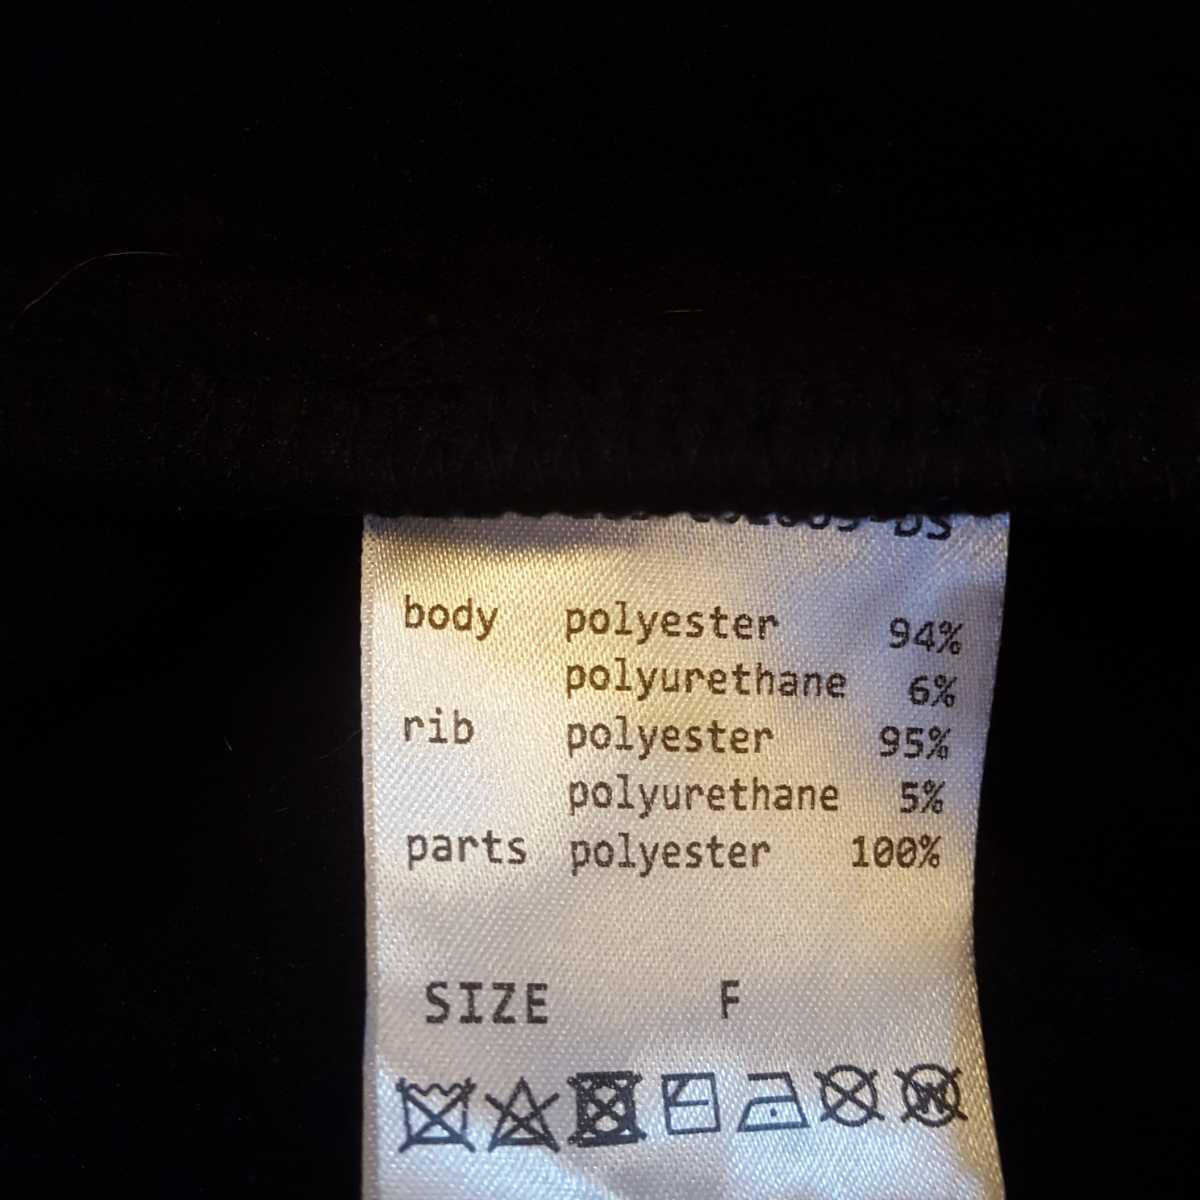 body polyester 94%
polyurethane 6%
rib polyester 95%
polyurethane 5%
parts polyester 100%
SIZE F